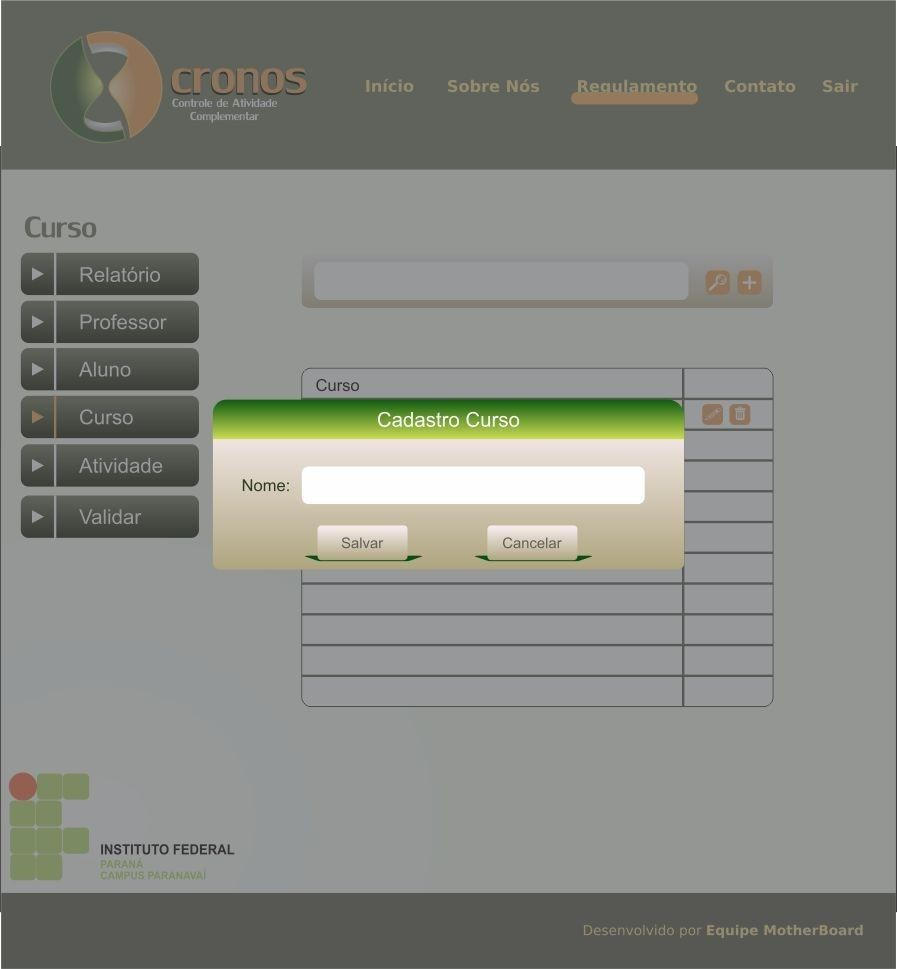 cronos
Controle de Atividade
Complementar
Início Sobre Nós Regulamento Contato Sair
Curso
Relatório
Professor
Aluno
Curso
Atividade
Validar
Curso
Cadastro Curso
Nome:
Salvar Cancelar
INSTITUTO FEDERAL
PARANÁ
CAMPUS PARANAVAÍ
Desenvolvido por Equipe MotherBoard